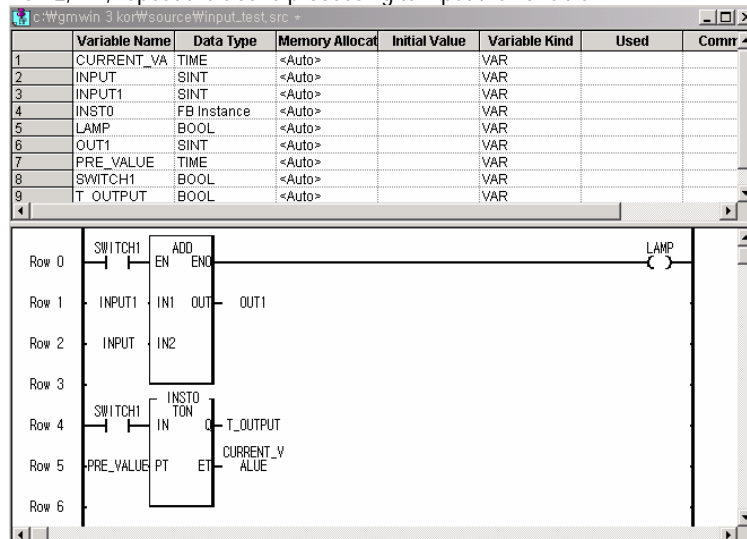 c:₩gmwin 3 kor₩source₩input_test.src *
Variable Name Data Type Memory Allocat Initial Value Variable Kind Used Comm
1 CURRENT_VA TIME <Auto> VAR
2 INPUT SINT <Auto> VAR
3 INPUT1 SINT <Auto> VAR
4 INST0 FB Instance <Auto> VAR
5 LAMP BOOL <Auto> VAR
6 OUT1 SINT <Auto> VAR
7 PRE_VALUE TIME <Auto> VAR
8 SWITCH1 BOOL <Auto> VAR
9 T_OUTPUT BOOL <Auto> VAR
SWITCH1 ADD LAMP
Row 0 EN ENO
Row 1 INPUT1 IN1 OUT OUT1
Row 2 INPUT IN2
Row 3
INST0
SWITCH1 TON
Row 4 IN Q T_OUTPUT
CURRENT_V
Row 5 PRE_VALUE PT ET ALUE
Row 6